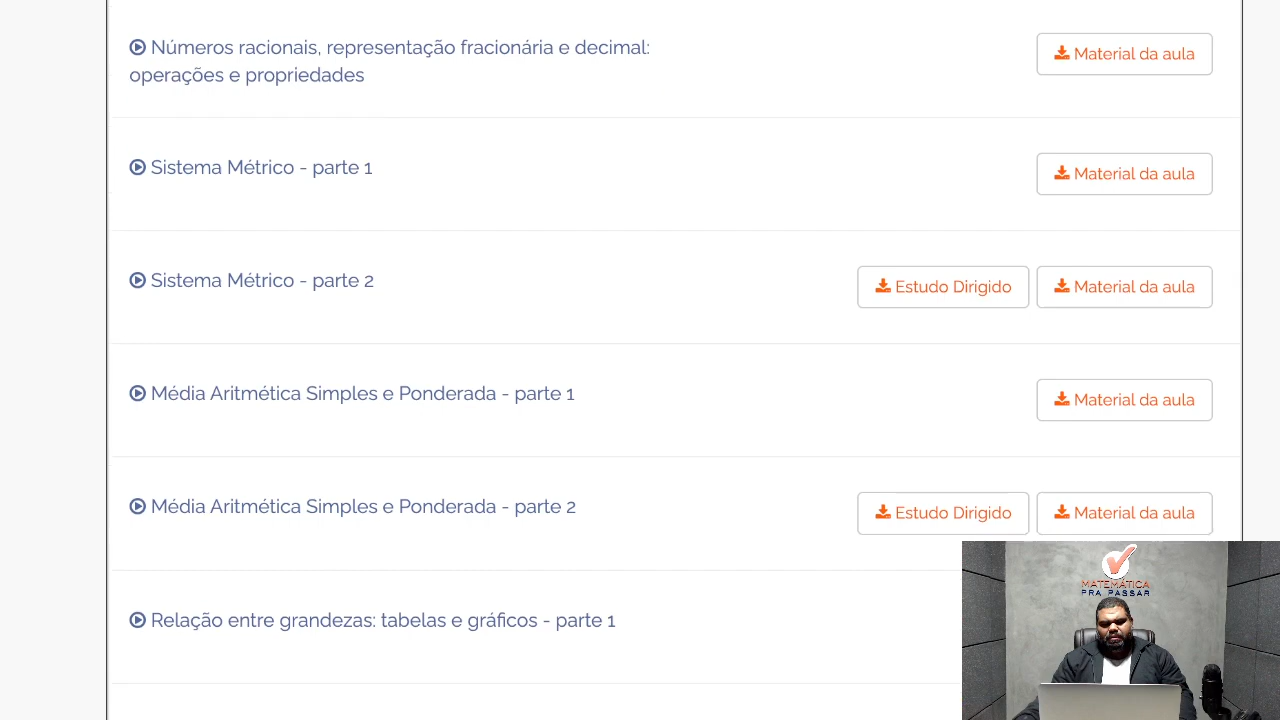 Números racionais, representação fracionária e decimal:
operações e propriedades
Material da aula
Sistema Métrico - parte 1
Material da aula
Sistema Métrico - parte 2
Estudo Dirigido
Material da aula
Média Aritmética Simples e Ponderada - parte 1
Material da aula
Média Aritmética Simples e Ponderada - parte 2
Estudo Dirigido
Material da aula
Relação entre grandezas: tabelas e gráficos - parte 1
MATEMÁTICA
PRA PASSAR